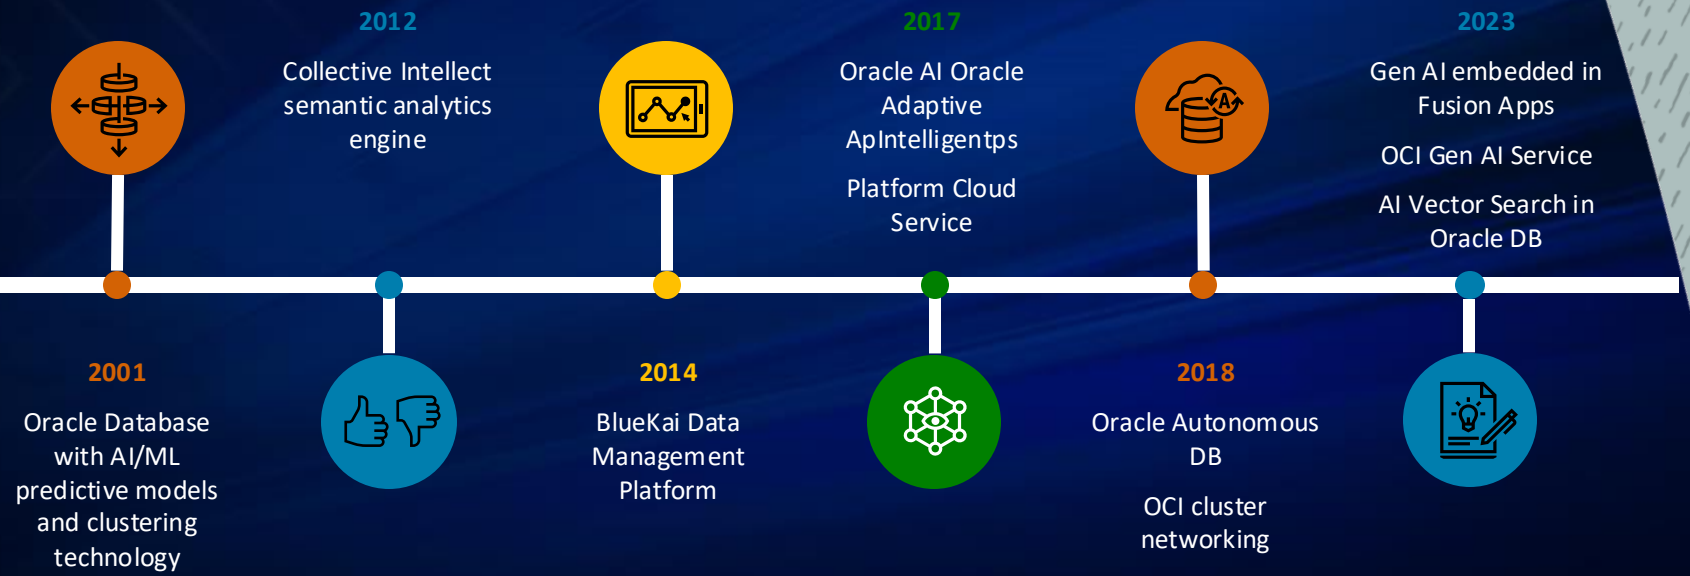 2001
Oracle Database
with AI/ML
predictive models
and clustering
technology
2012
Collective Intellect
semantic analytics
engine
2014
BlueKai Data
Management
Platform
2017
Oracle AI Oracle
Adaptive
ApIntelligentps
Platform Cloud
Service
A
2018
Oracle Autonomous
DB
OCI cluster
networking
2023
Gen AI embedded in
Fusion Apps
OCI Gen AI Service
AI Vector Search in
Oracle DB